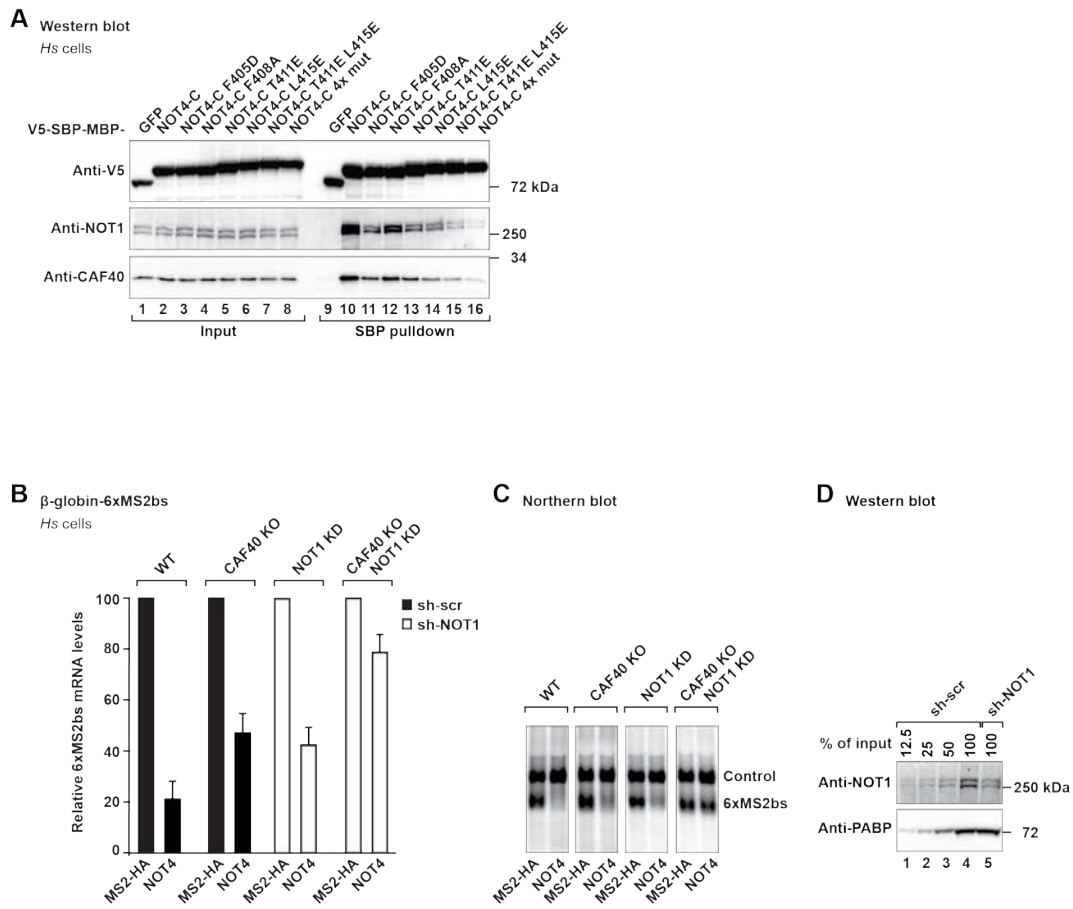 A
Western blot
Hs cells
V5-SBP-MBP-
GFP
NOT4-C
NOT4-C F405D
NOT4-C F408A
NOT4-C T411E
NOT4-C L415E
NOT4-C T411E L415E
NOT4-C 4x mut
GFP
NOT4-C
NOT4-C F405D
NOT4-C F408A
NOT4-C T411E
NOT4-C L415E
NOT4-C T411E L415E
NOT4-C 4x mut
Anti-V5
72 kDa
Anti-NOT1
250
34
Anti-CAF40
1 2 3 4 5 6 7 8 9 10 11 12 13 14 15 16
Input SBP pulldown
B
β-globin-6xMS2bs
Hs cells
WT
CAF40 KO
NOT1 KD
CAF40 KO
NOT1 KD
Relative 6xMS2bs mRNA levels
100
80
60
40
20
0
sh-scr
sh-NOT1
MS2-HA
NOT4
MS2-HA
NOT4
MS2-HA
NOT4
MS2-HA
NOT4
C
Northern blot
WT
CAF40 KO
NOT1 KD
CAF40 KO
NOT1 KD
Control
6xMS2bs
MS2-HA
NOT4
MS2-HA
NOT4
MS2-HA
NOT4
MS2-HA
NOT4
D
Western blot
sh-scr
sh-NOT1
% of input
12.5
25
50
100
100
Anti-NOT1
250 kDa
Anti-PABP
72
1 2 3 4 5